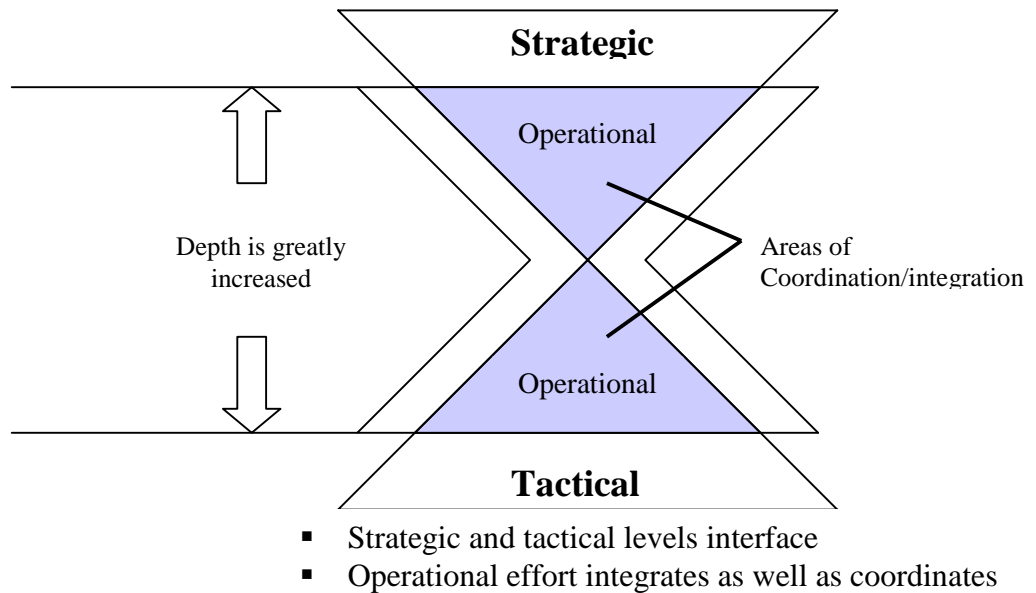 Strategic
Operational
Depth is greatly
increased
Areas of
Coordination/integration
Operational
Tactical
▪ Strategic and tactical levels interface
▪ Operational effort integrates as well as coordinates